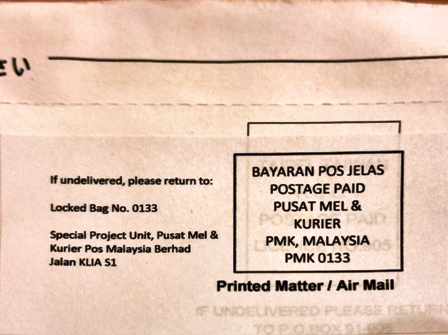 さい
If undelivered, please return to:
Locked Bag No. 0133
Special Project Unit, Pusat Mel &
Kurier Pos Malaysia Berhad
Jalan KLIA S1
BAYARAN POS JELAS
POSTAGE PAID
PUSAT MEL &
KURIER
PMK, MALAYSIA
PMK 0133
Printed Matter / Air Mail
IF UNDELIVERED PLEASE RETURN
TO P.O. BOX